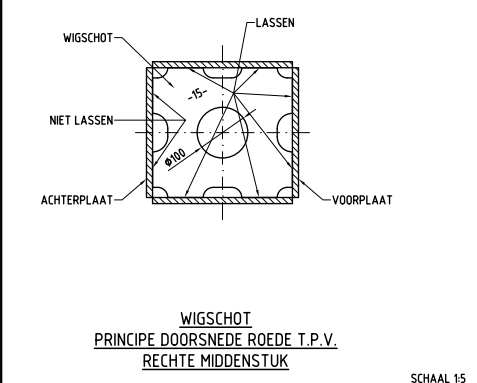 LASSEN
WIGSCHOT
-15-
NIET LASSEN
Ø100
ACHTERPLAAT
VOORPLAAT
WIGSCHOT
PRINCIPE DOORSNEDE ROEDE T.P.V.
RECHTE MIDDENSTUK
SCHAAL 1:5